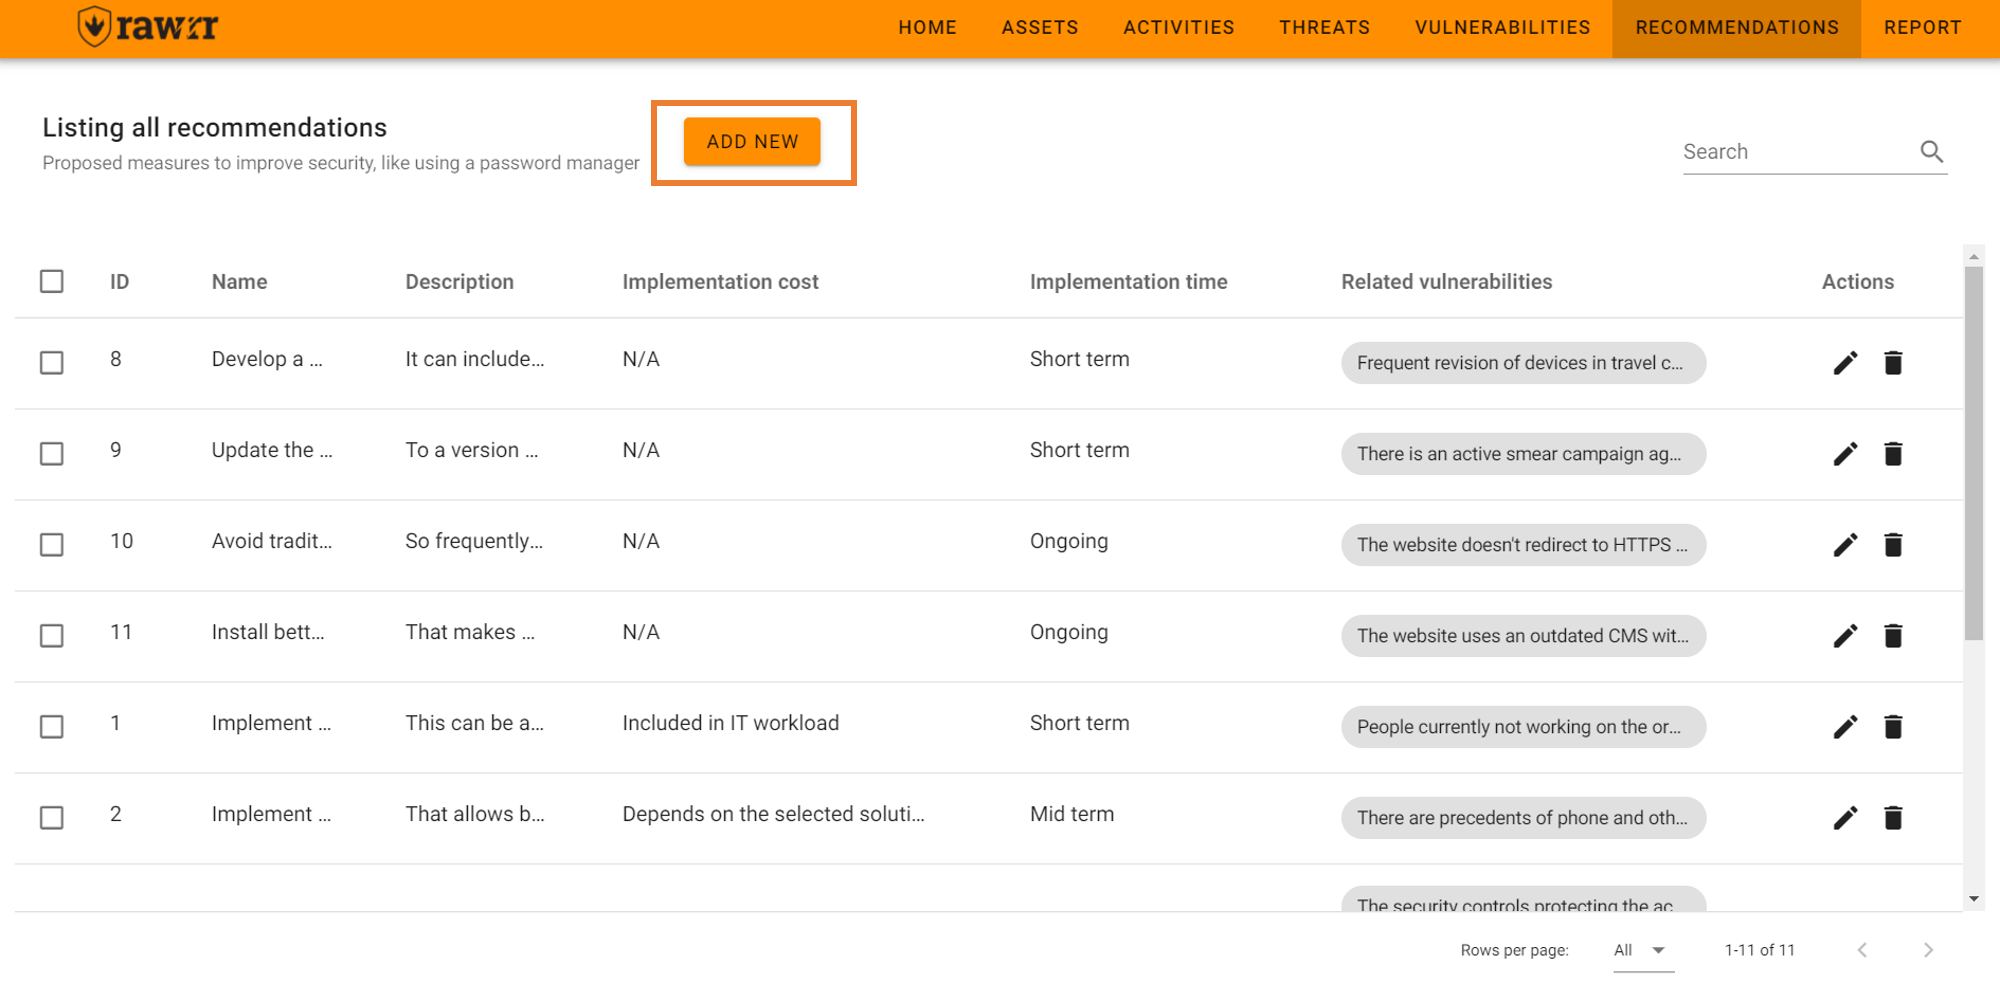 rawrr
HOME ASSETS ACTIVITIES THREATS VULNERABILITIES RECOMMENDATIONS REPORT
Listing all recommendations
Proposed measures to improve security, like using a password manager
ADD NEW
Search
ID Name Description Implementation cost Implementation time Related vulnerabilities Actions
8 Develop a ... It can include... N/A Short term Frequent revision of devices in travel c...
9 Update the ... To a version ... N/A Short term There is an active smear campaign ag...
10 Avoid tradit... So frequently... N/A Ongoing The website doesn't redirect to HTTPS ...
11 Install bett... That makes ... N/A Ongoing The website uses an outdated CMS wit...
1 Implement ... This can be a... Included in IT workload Short term People currently not working on the or...
2 Implement ... That allows b... Depends on the selected soluti... Mid term There are precedents of phone and oth...
The security controls protecting the ac
Rows per page: All 1-11 of 11